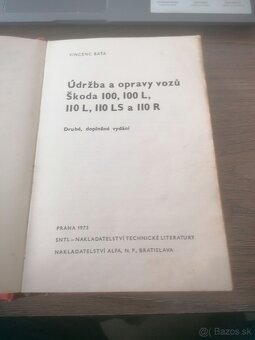 VINCENC BAŤA
Údržba a opravy vozů
Škoda 100, 100 L,
110 L, 110 LS a 110 R
Druhé, doplněné vydání
PRAHA 1973
SNTL – NAKLADATELSTVÍ TECHNICKÉ LITERATURY
NAKLADATELSTVÍ ALFA, N. P., BRATISLAVA
© Bazos.sk